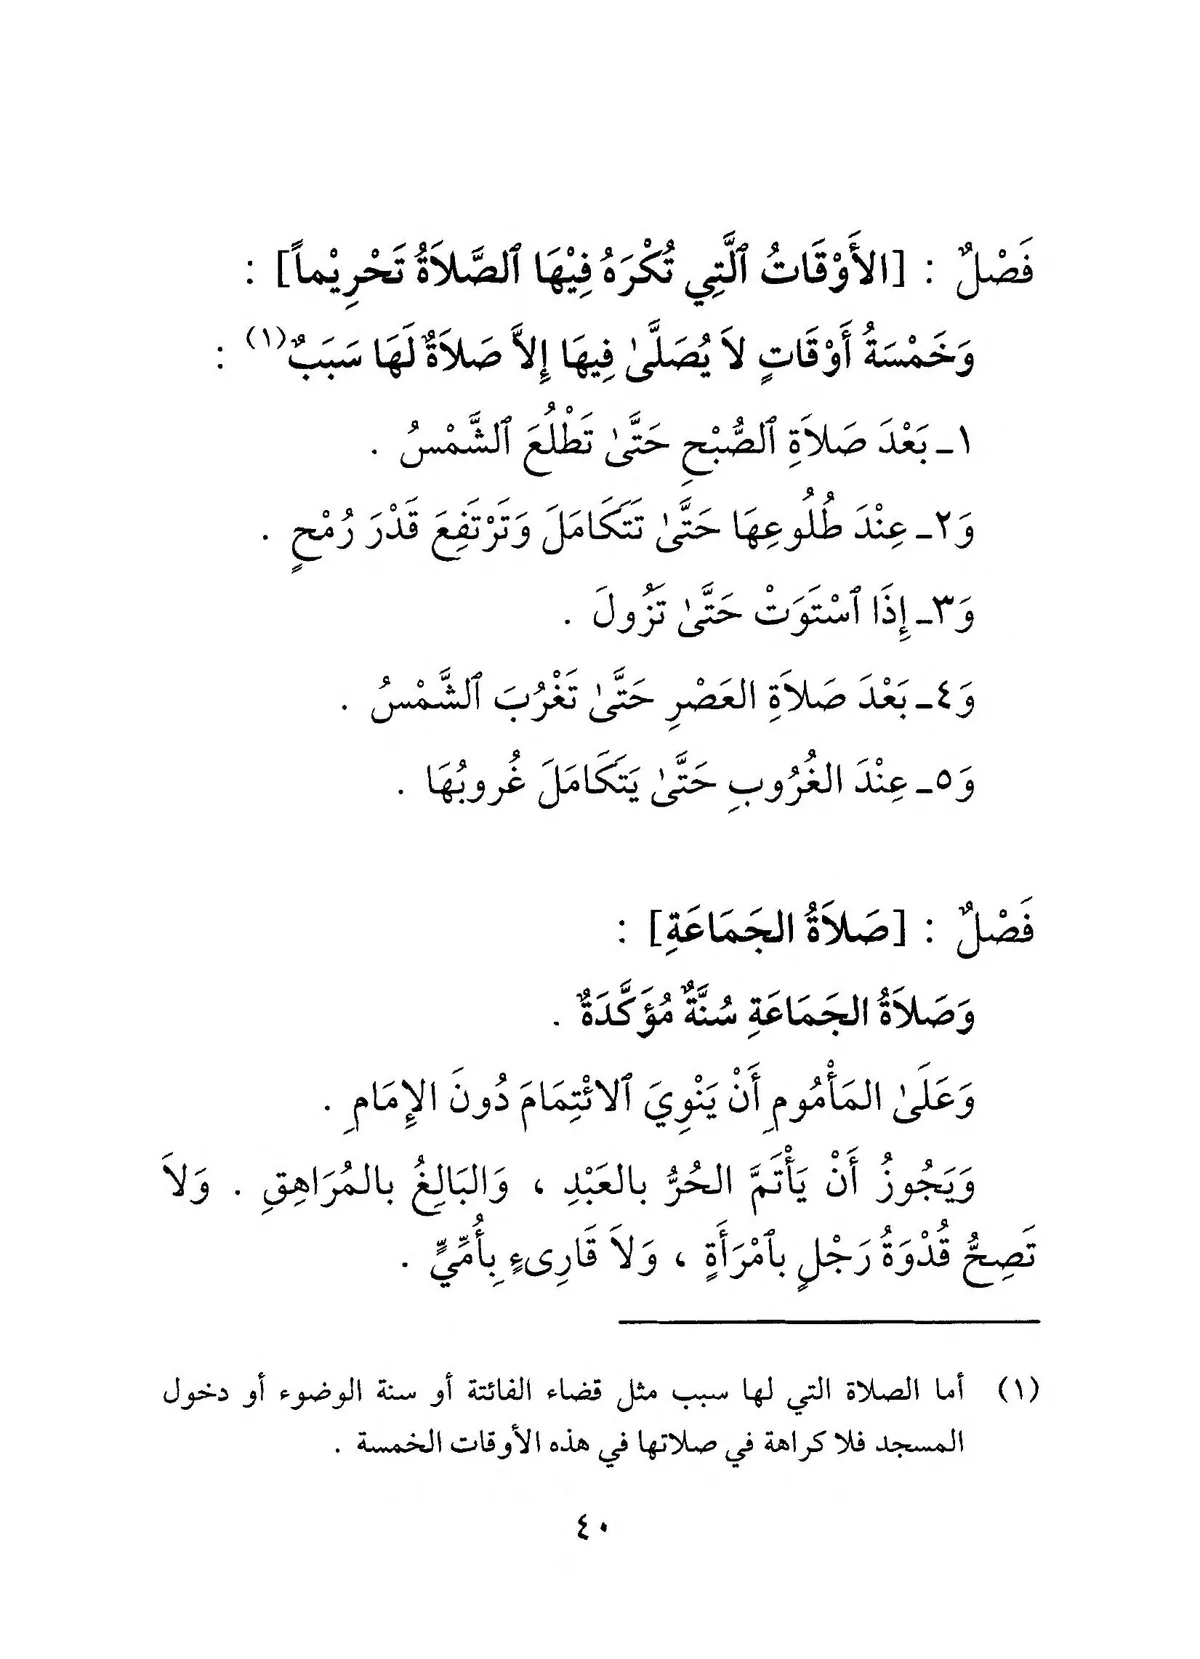 فَصْلٌ : [الأَوْقَاتُ ٱلَّتِي تُكْرَهُ فِيْهَا ٱلصَّلاَةُ تَحْرِيْماً] :
وَخَمْسَةُ أَوْقَاتٍ لاَ يُصَلَّىٰ فِيهَا إِلاَّ صَلاَةٌ لَهَا سَبَبٌ(١) :
١ـ بَعْدَ صَلاَةِ ٱلصُّبْحِ حَتَّىٰ تَطْلُعَ ٱلشَّمْسُ .
وَ٢ـ عِنْدَ طُلُوعِهَا حَتَّىٰ تَتَكَامَلَ وَتَرْتَفِعَ قَدْرَ رُمْحٍ .
وَ٣ـ إِذَا ٱسْتَوَتْ حَتَّىٰ تَزُولَ .
وَ٤ـ بَعْدَ صَلاَةِ العَصْرِ حَتَّىٰ تَغْرُبَ ٱلشَّمْسُ .
وَ٥ـ عِنْدَ الغُرُوبِ حَتَّىٰ يَتَكَامَلَ غُروبُهَا .
فَصْلٌ : [صَلاَةُ الجَمَاعَةِ] :
وَصَلاَةُ الجَمَاعَةِ سُنَّةٌ مُؤَكَّدَةٌ .
وَعَلَىٰ المَأْمُومِ أَنْ يَنْوِيَ ٱلائْتِمَامَ دُونَ الإِمَامِ .
وَيَجُوزُ أَنْ يَأْتَمَّ الحُرُّ بالعَبْدِ ، وَالبَالِغُ بالمُرَاهِقِ . وَلاَ
تَصِحُّ قُدْوَةُ رَجْلٍ بٱمْرَأَةٍ ، وَلاَ قَارِىءٍ بِأُمِّيٍّ .
(١) أما الصلاة التي لها سبب مثل قضاء الفائتة أو سنة الوضوء أو دخول
المسجد فلا كراهة في صلاتها في هذه الأوقات الخمسة .
٤٠